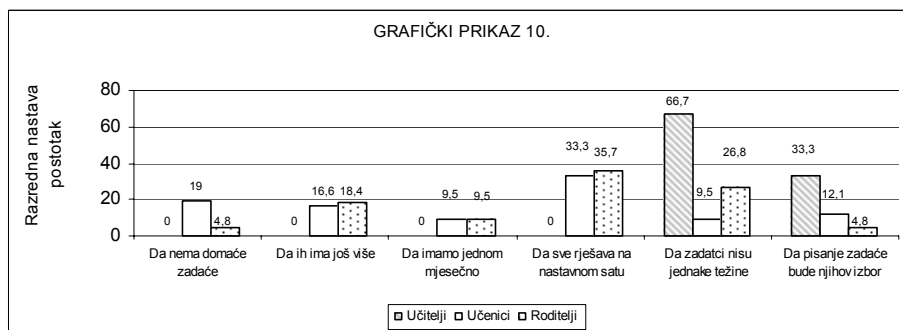 GRAFIČKI PRIKAZ 10.
Razredna nastava
postotak
80
60
40
20
0
0 19 4,8
0 16,6 18,4
0 9,5 9,5
0 33,3 35,7
66,7 9,5 26,8
33,3 12,1 4,8
Da nema domaće
zadaće
Da ih ima još više
Da imamo jednom
mjesečno
Da sve rješava na
nastavnom satu
Da zadatci nisu
jednake težine
Da pisanje zadaće
bude njihov izbor
Učitelji Učenici Roditelji